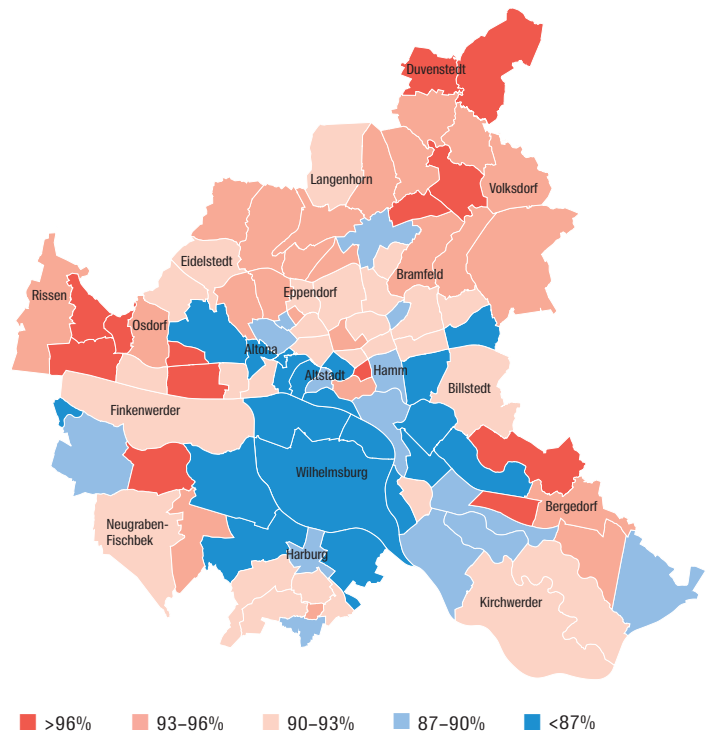 Duvenstedt
Langenhorn
Volksdorf
Eidelstedt
Bramfeld
Rissen
Eppendorf
Osdorf
Altona
Altstadt
Hamm
Billstedt
Finkenwerder
Wilhelmsburg
Bergedorf
Neugraben-
Fischbek
Harburg
Kirchwerder
>96%
93–96%
90–93%
87–90%
<87%